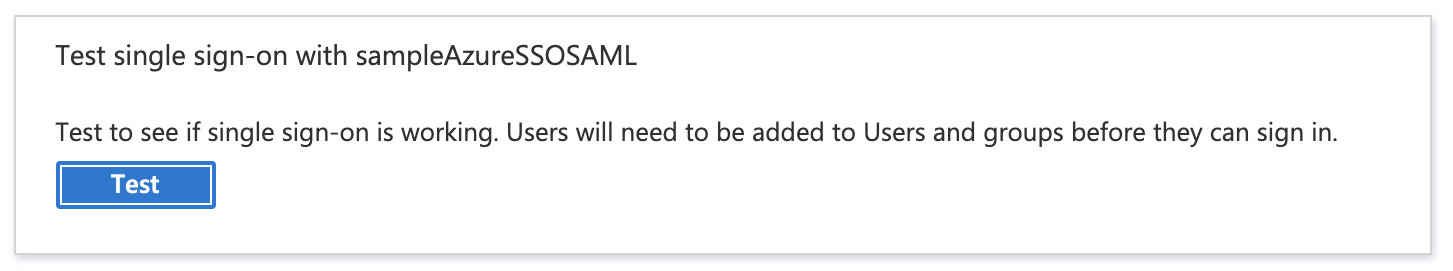 Test single sign-on with sampleAzureSSOSAML
Test to see if single sign-on is working. Users will need to be added to Users and groups before they can sign in.
Test